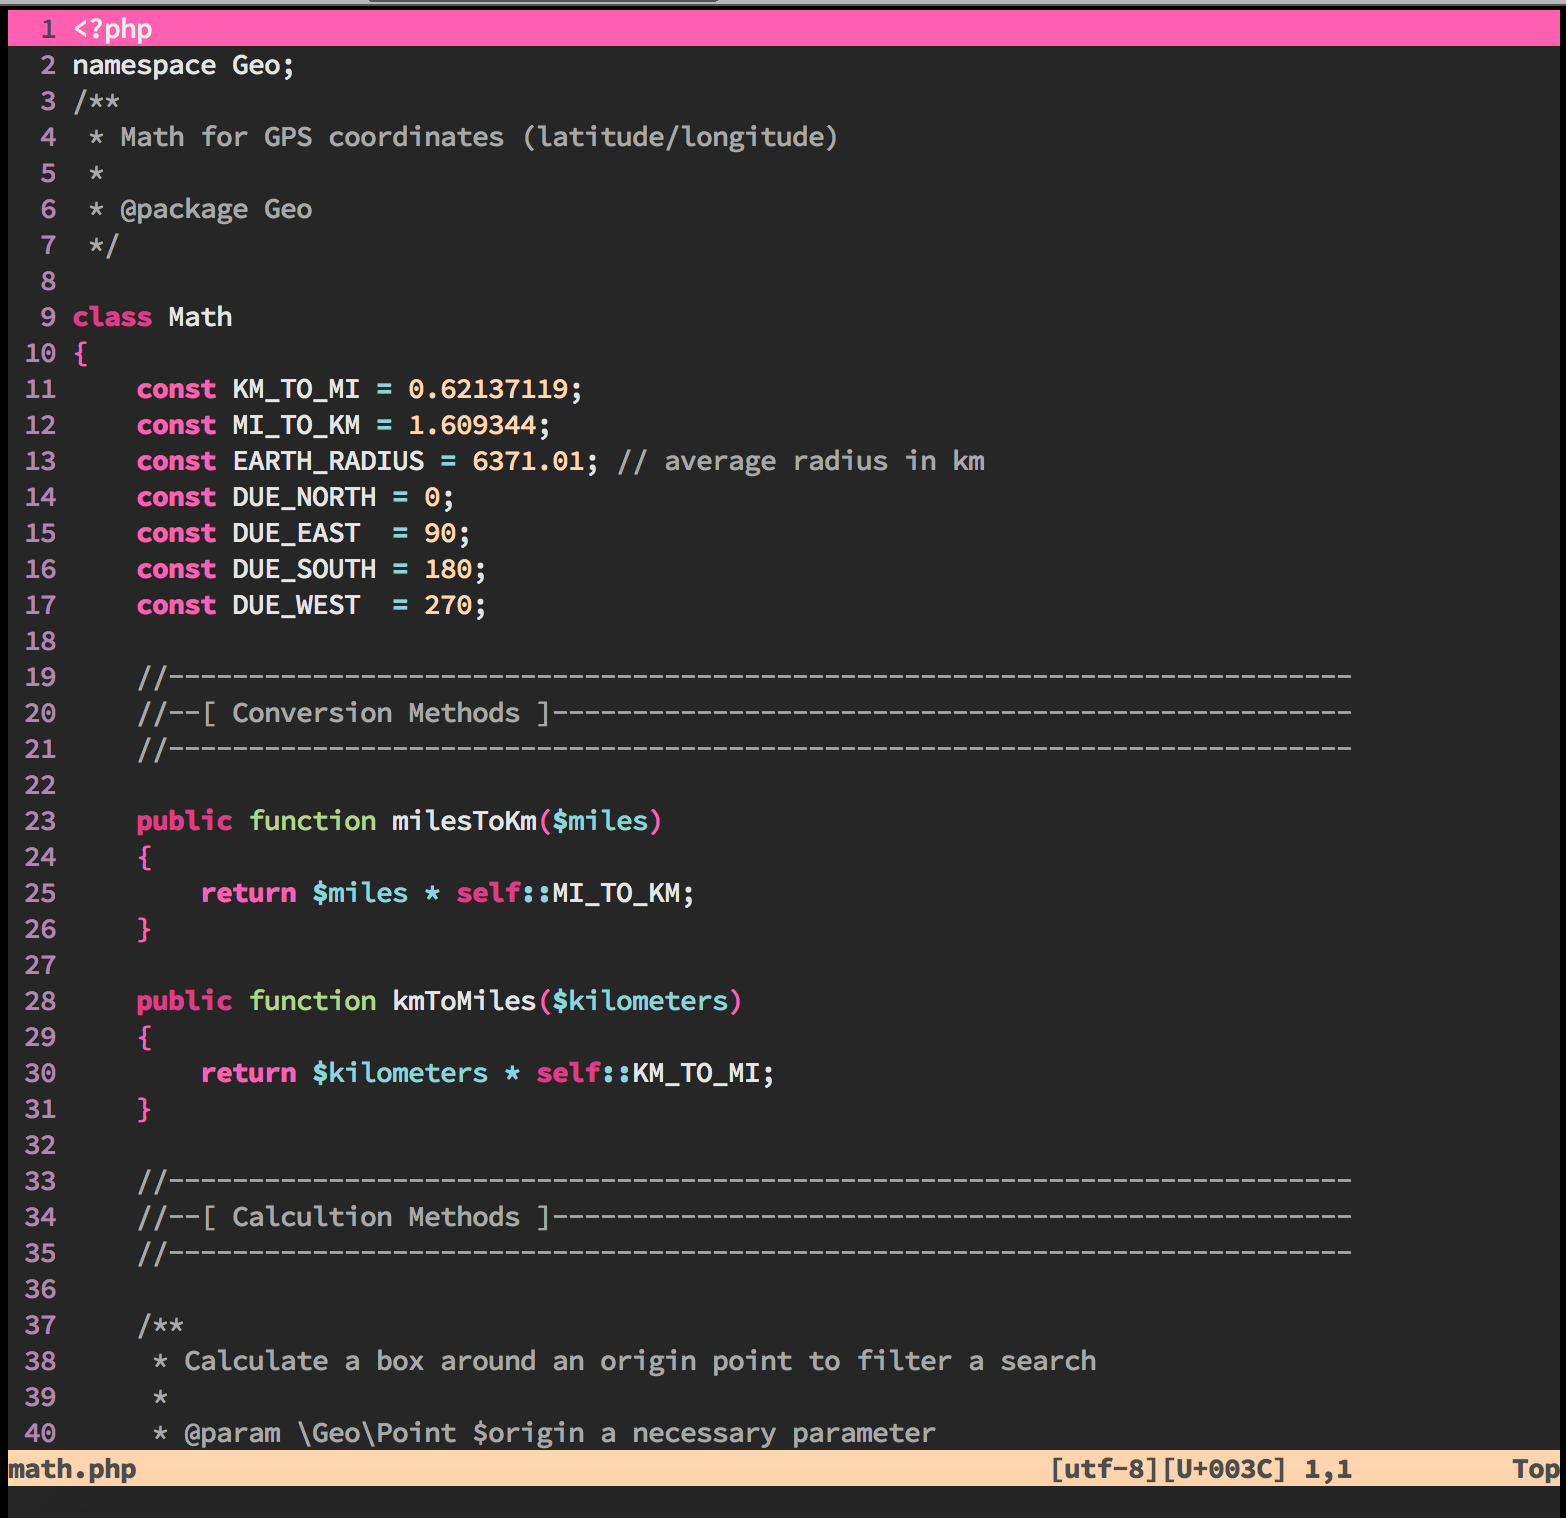 1 <?php
2 namespace Geo;
3 /**
4  * Math for GPS coordinates (latitude/longitude)
5  *
6  * @package Geo
7  */
8
9 class Math
10 {
11     const KM_TO_MI = 0.62137119;
12     const MI_TO_KM = 1.609344;
13     const EARTH_RADIUS = 6371.01; // average radius in km
14     const DUE_NORTH = 0;
15     const DUE_EAST  = 90;
16     const DUE_SOUTH = 180;
17     const DUE_WEST  = 270;
18
19     //--------------------------------------------------------------------------
20     //--[ Conversion Methods ]--------------------------------------------------
21     //--------------------------------------------------------------------------
22
23     public function milesToKm($miles)
24     {
25         return $miles * self::MI_TO_KM;
26     }
27
28     public function kmToMiles($kilometers)
29     {
30         return $kilometers * self::KM_TO_MI;
31     }
32
33     //--------------------------------------------------------------------------
34     //--[ Calcultion Methods ]--------------------------------------------------
35     //--------------------------------------------------------------------------
36
37     /**
38      * Calculate a box around an origin point to filter a search
39      *
40      * @param \Geo\Point $origin a necessary parameter
math.php [utf-8][U+003C] 1,1 Top